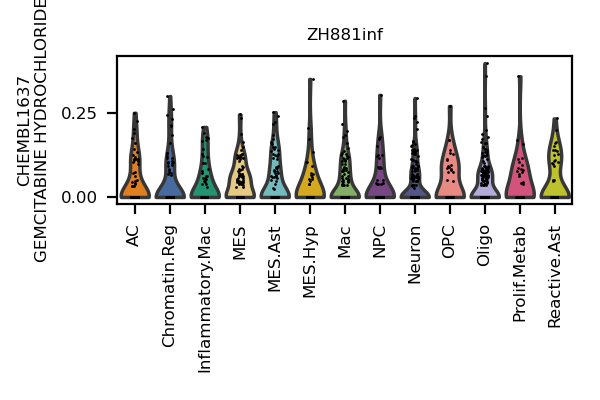 ZH881inf
CHEMBL1637
GEMCITABINE HYDROCHLORIDE
0.25
0.00
AC
Chromatin.Reg
Inflammatory.Mac
MES
MES.Ast
MES.Hyp
Mac
NPC
Neuron
OPC
Oligo
Prolif.Metab
Reactive.Ast